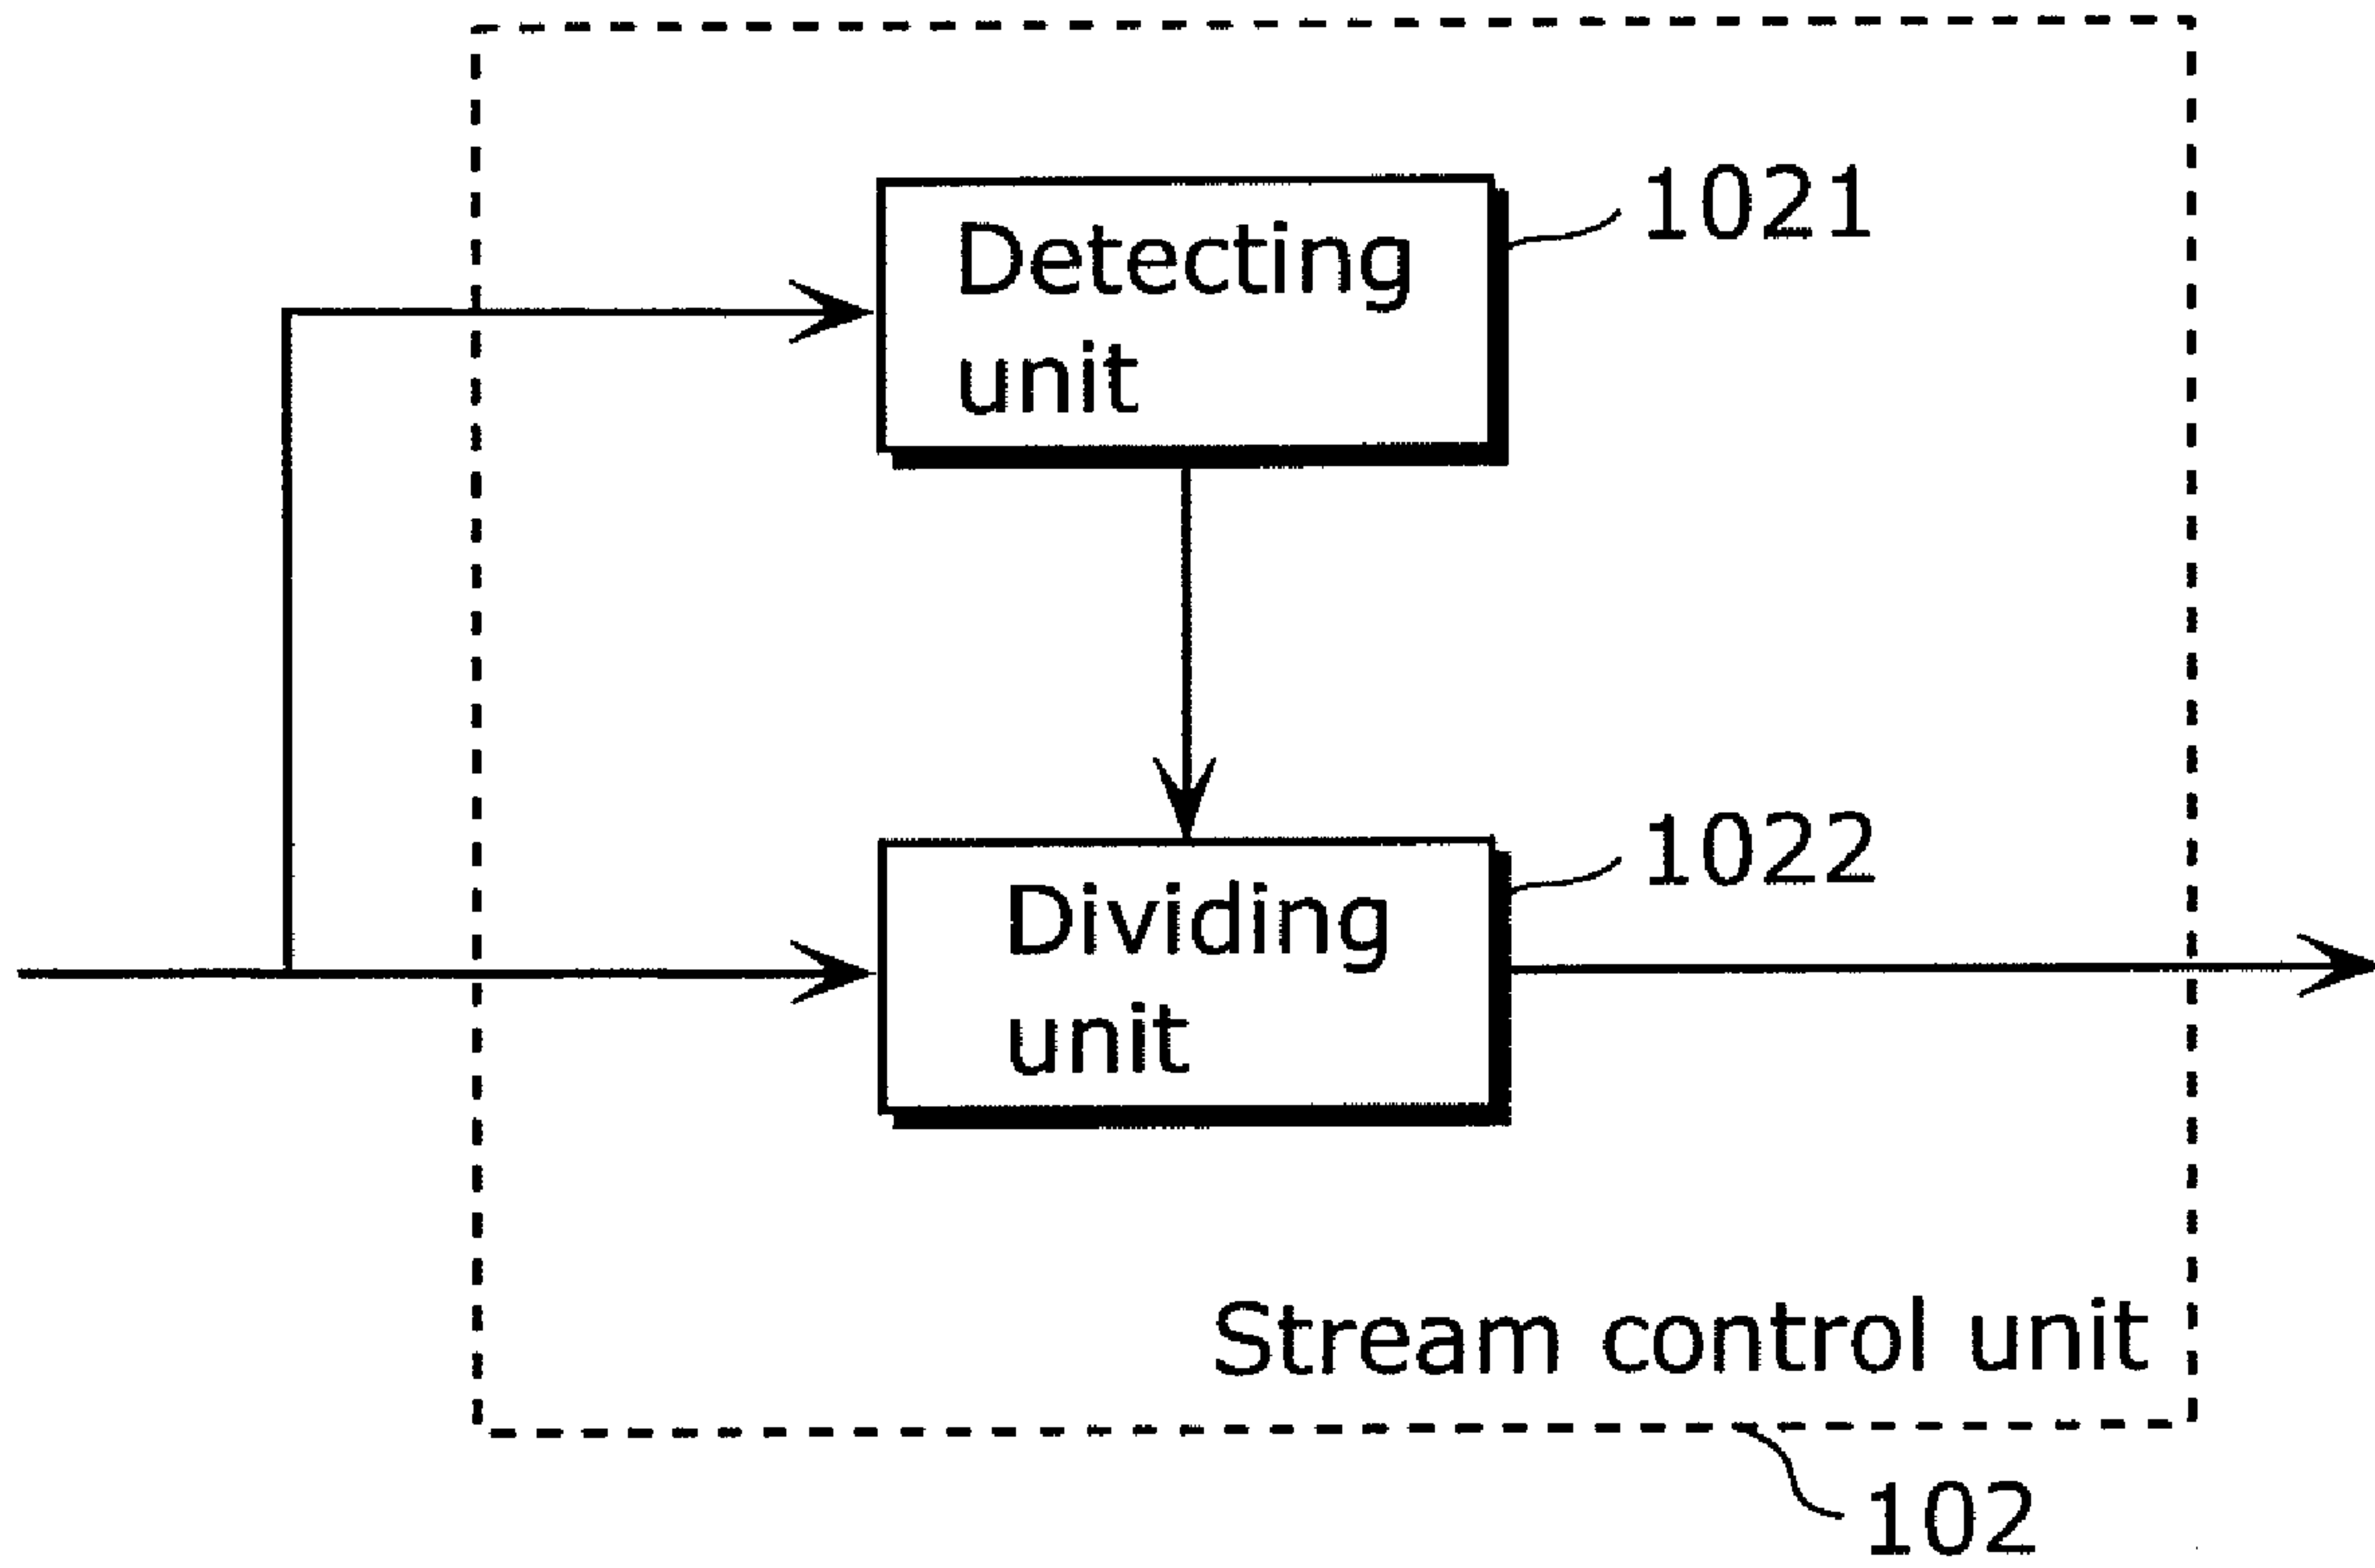 Detecting
unit
1021
Dividing
unit
1022
Stream control unit
102